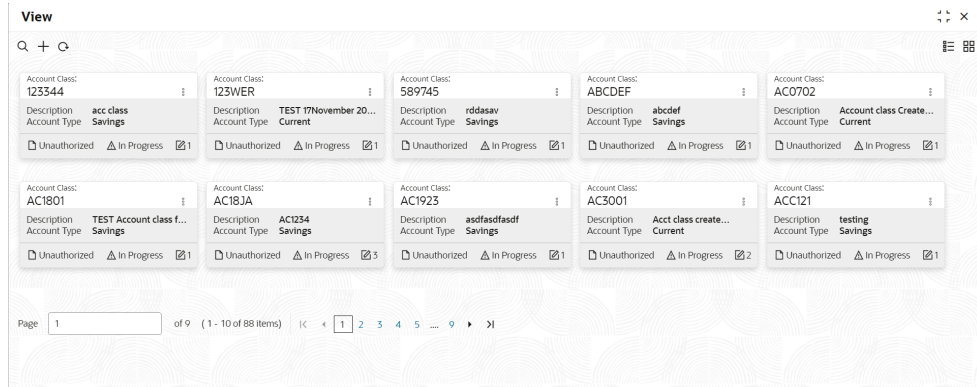 View
Account Class:
123344
Description acc class
Account Type Savings
Unauthorized In Progress 1
Account Class:
123WER
Description TEST 17November 20...
Account Type Current
Unauthorized In Progress 1
Account Class:
589745
Description rddasav
Account Type Savings
Unauthorized In Progress 1
Account Class:
ABCDEF
Description abcdef
Account Type Savings
Unauthorized In Progress 1
Account Class:
AC0702
Description Account class Create...
Account Type Current
Unauthorized In Progress 1
Account Class:
AC1801
Description TEST Account class f...
Account Type Savings
Unauthorized In Progress 1
Account Class:
AC18JA
Description AC1234
Account Type Savings
Unauthorized In Progress 3
Account Class:
AC1923
Description asdfasdfasdf
Account Type Savings
Unauthorized In Progress 1
Account Class:
AC3001
Description Acct class create...
Account Type Current
Unauthorized In Progress 2
Account Class:
ACC121
Description testing
Account Type Savings
Unauthorized In Progress 1
Page 1 of 9 ( 1 - 10 of 88 items) 1 2 3 4 5 .... 9